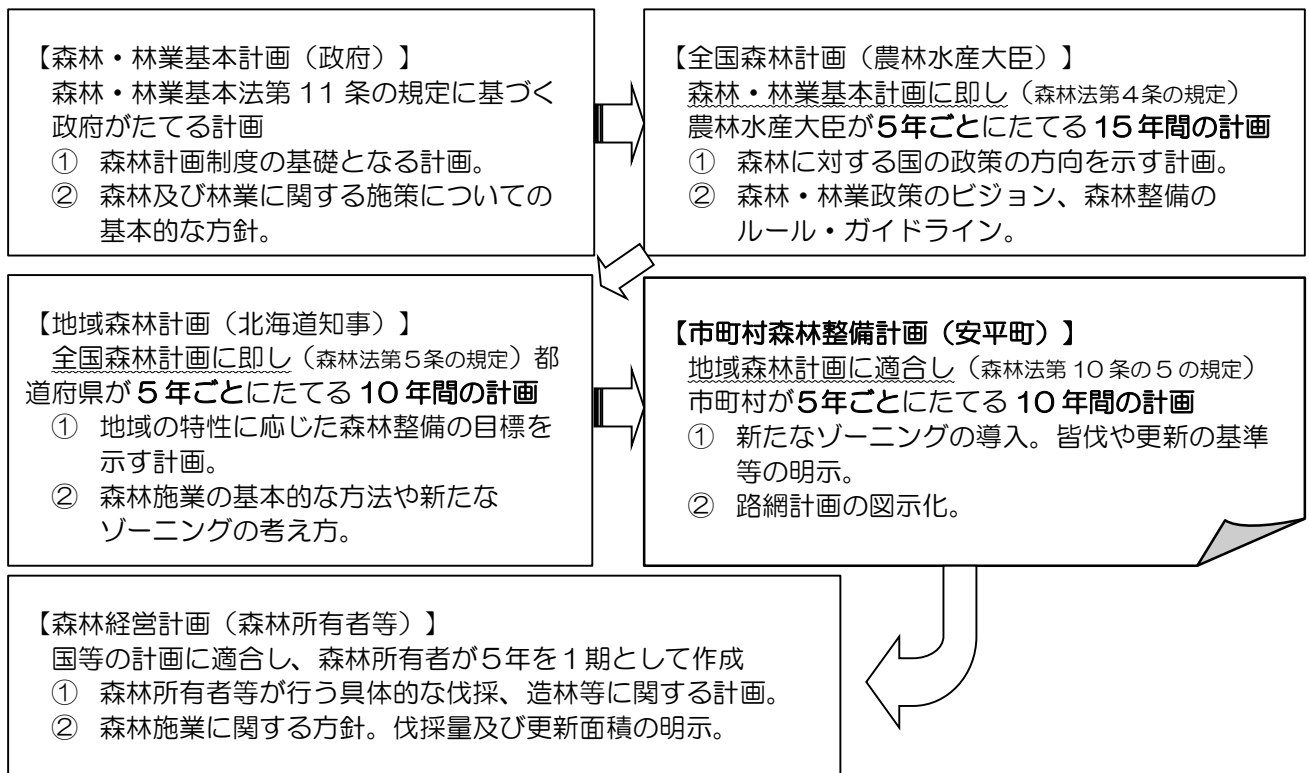 【森林・林業基本計画（政府）】
森林・林業基本法第 11 条の規定に基づく
政府がたてる計画
① 森林計画制度の基礎となる計画。
② 森林及び林業に関する施策についての
基本的な方針。
【全国森林計画（農林水産大臣）】
森林・林業基本計画に即し（森林法第４条の規定）
農林水産大臣が５年ごとにたてる 15 年間の計画
① 森林に対する国の政策の方向を示す計画。
② 森林・林業政策のビジョン、森林整備の
ルール・ガイドライン。
【地域森林計画（北海道知事）】
全国森林計画に即し（森林法第５条の規定）都
道府県が５年ごとにたてる 10 年間の計画
① 地域の特性に応じた森林整備の目標を
示す計画。
② 森林施業の基本的な方法や新たな
ゾーニングの考え方。
【市町村森林整備計画（安平町）】
地域森林計画に適合し（森林法第 10 条の５の規定）
市町村が５年ごとにたてる 10 年間の計画
① 新たなゾーニングの導入。皆伐や更新の基準
等の明示。
② 路網計画の図示化。
【森林経営計画（森林所有者等）】
国等の計画に適合し、森林所有者が５年を１期として作成
① 森林所有者等が行う具体的な伐採、造林等に関する計画。
② 森林施業に関する方針。伐採量及び更新面積の明示。